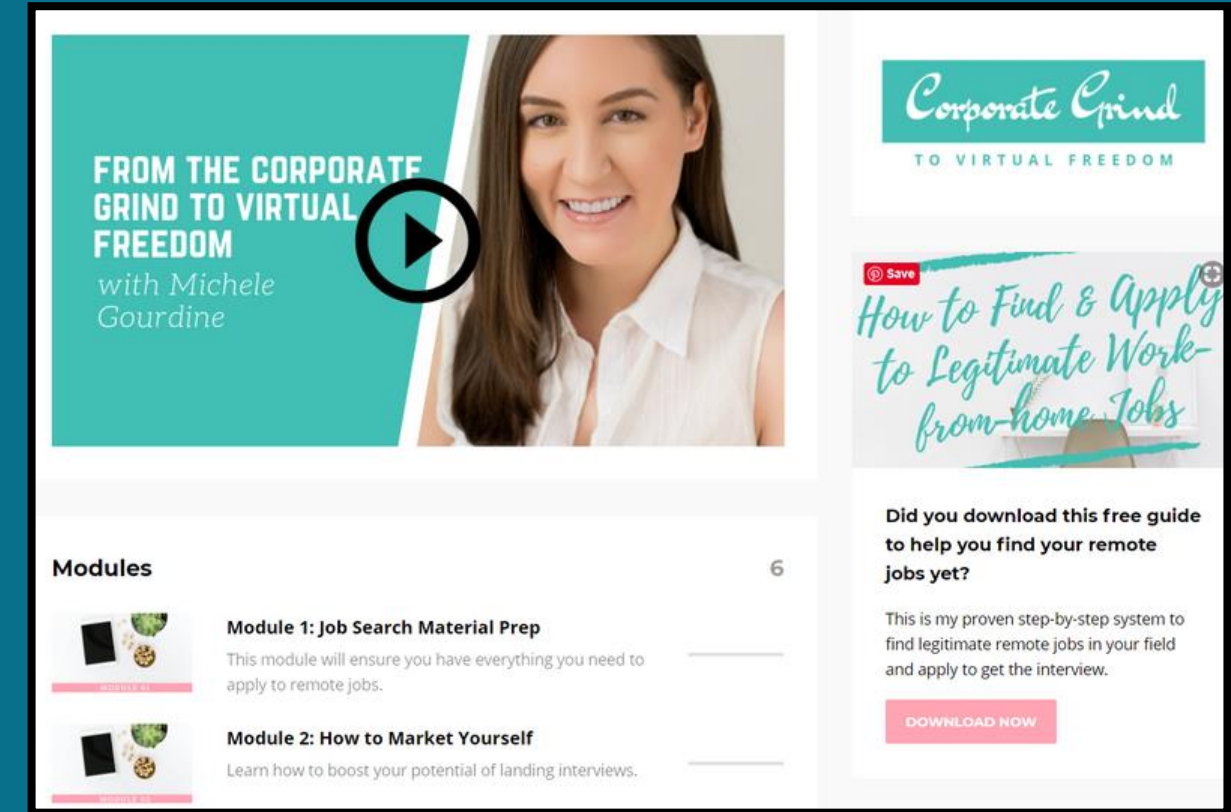 FROM THE CORPORATE
GRIND TO VIRTUAL
FREEDOM
with Michele
Gourdine
Modules
6
MODULE 01
Module 1: Job Search Material Prep
This module will ensure you have everything you need to
apply to remote jobs.
Module 2: How to Market Yourself
Learn how to boost your potential of landing interviews.
Corporate Grind
TO VIRTUAL FREEDOM
Save
How to Find & Apply
to Legitimate Work-
from-home Jobs
Did you download this free guide
to help you find your remote
jobs yet?
This is my proven step-by-step system to
find legitimate remote jobs in your field
and apply to get the interview.
DOWNLOAD NOW